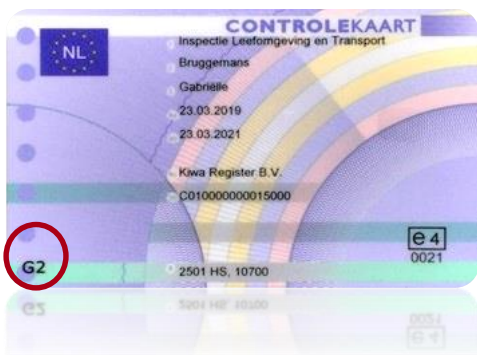 CONTROLEKAART
NL
Inspectie Leefomgeving en Transport
Bruggemans
Gabriëlle
23.03.2019
23.03.2021
Kiwa Register B.V.
C010000000015000
e 4
0021
G2
2501 HS, 10700